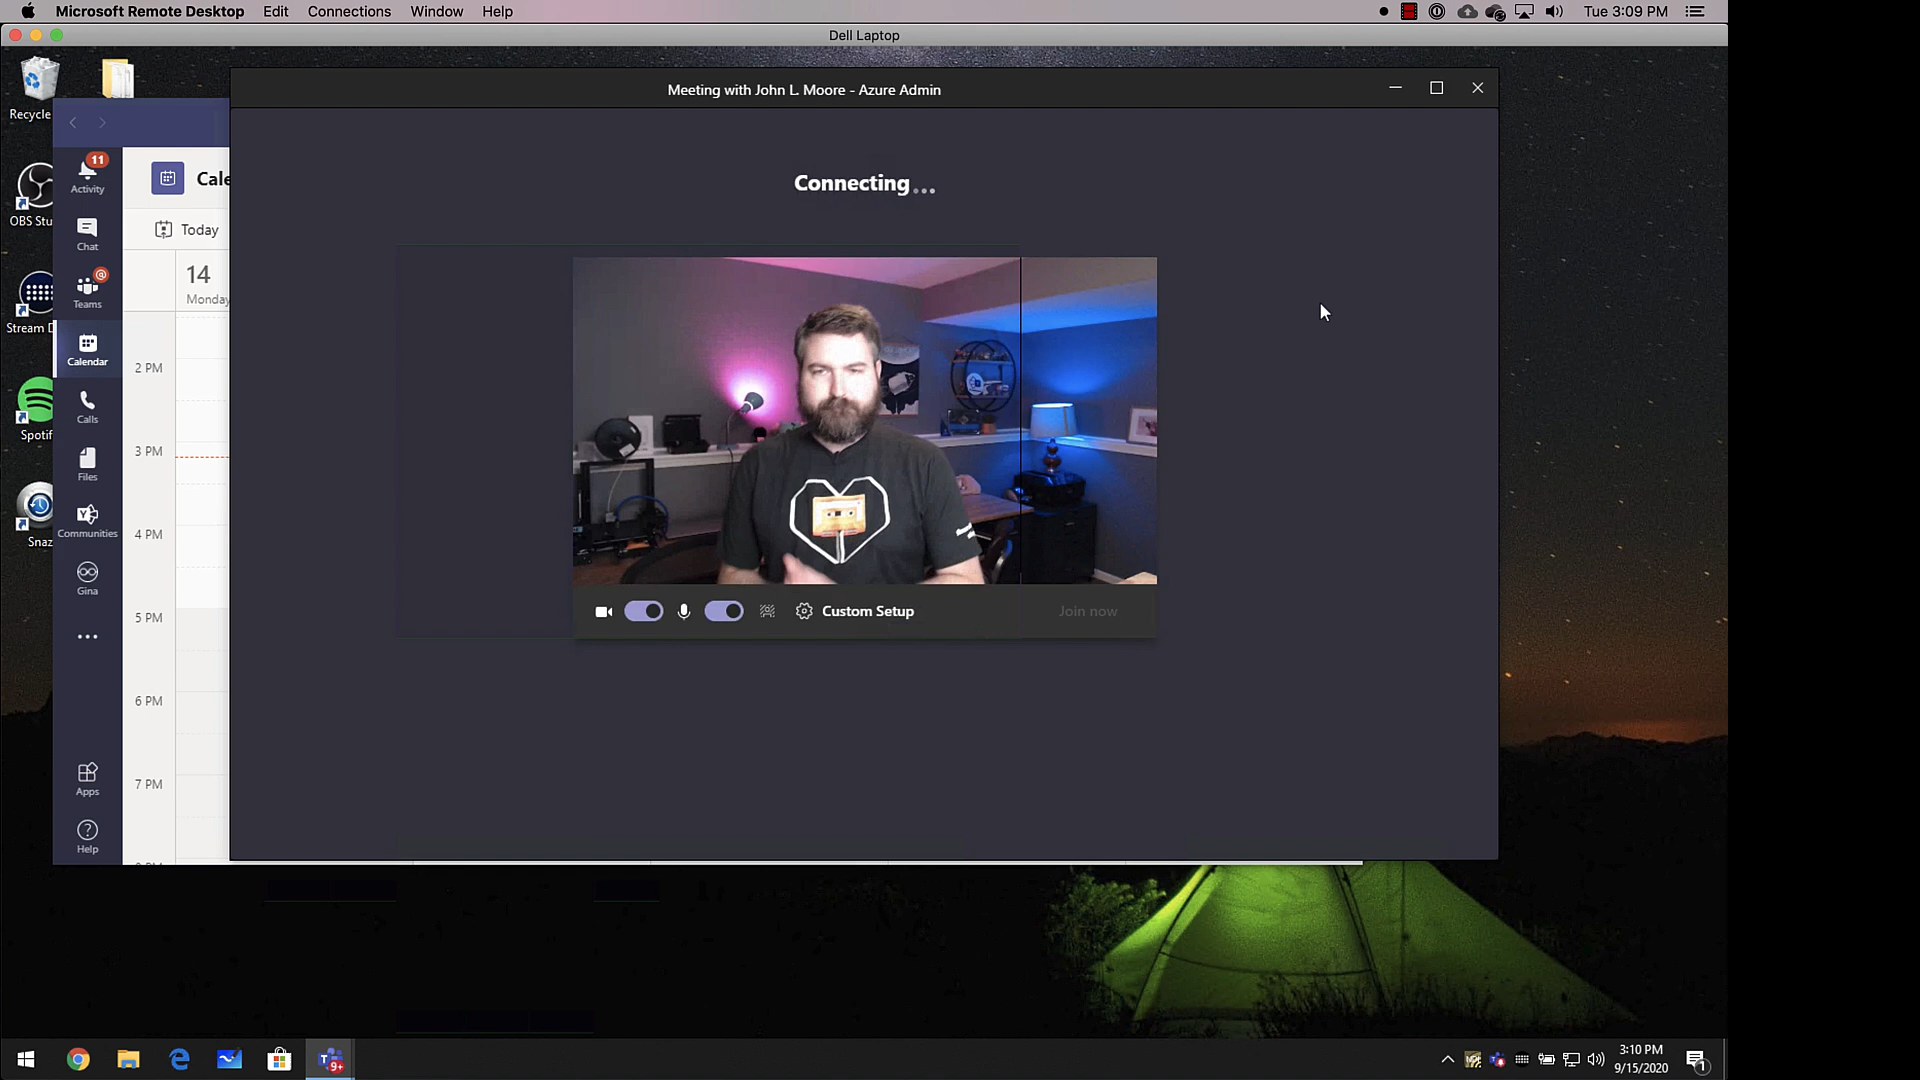 Microsoft Remote Desktop Edit Connections Window Help
Tue 3:09 PM
Dell Laptop
Recycle
Meeting with John L. Moore - Azure Admin
11
Activity
Cale
Connecting...
OBS Stu
Chat
Today
Teams
14
Monday
Stream D
Calendar
2 PM
Calls
Spotif
3 PM
Files
Communities
4 PM
Snaz
Gina
5 PM
Custom Setup
Join now
6 PM
Apps
7 PM
Help
9+
3:10 PM
9/15/2020
1